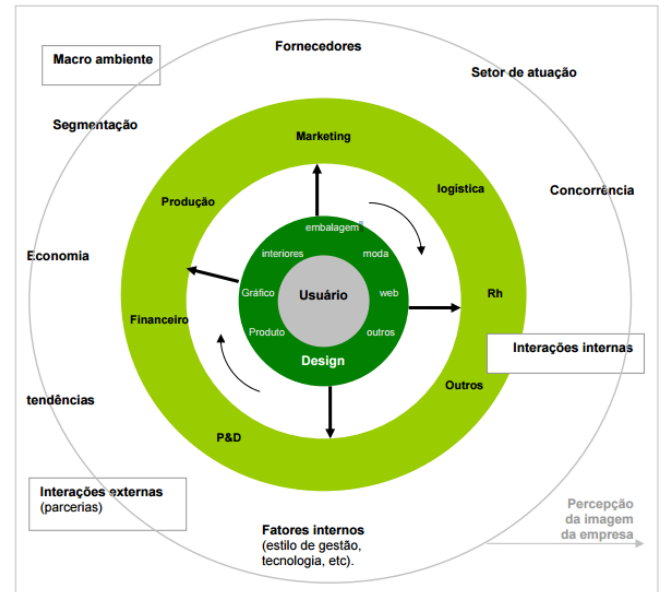 Fornecedores
Macro ambiente
Setor de atuação
Segmentação
Marketing
logística
Concorrência
Produção
embalagem
interiores
moda
Economia
Usuário
Gráfico
web
Rh
Financeiro
Produto
outros
Interações internas
Design
Outros
tendências
P&D
Interações externas
(parcerias)
Percepção
da imagem
da empresa
Fatores internos
(estilo de gestão,
tecnologia, etc).